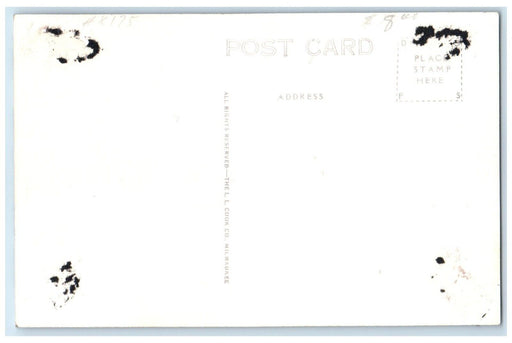 POST CARD
PLACE
STAMP
HERE
ADDRESS
ALL RIGHTS RESERVED—THE L. L. COOK CO., MILWAUKEE